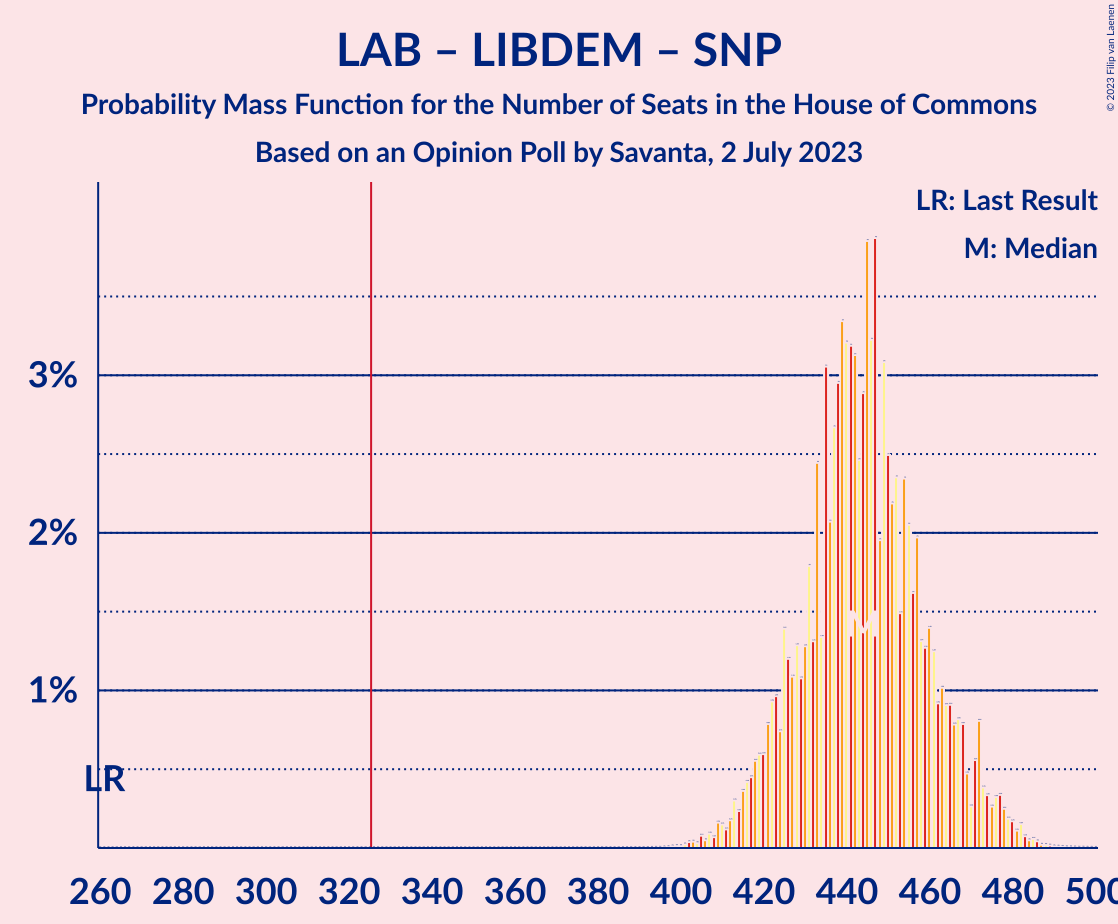 LAB – LIBDEM – SNP
Probability Mass Function for the Number of Seats in the House of Commons
Based on an Opinion Poll by Savanta, 2 July 2023
© 2023 Filip van Laenen
LR: Last Result
M: Median
3%
2%
1%
M
LR
260 280 300 320 340 360 380 400 420 440 460 480 500